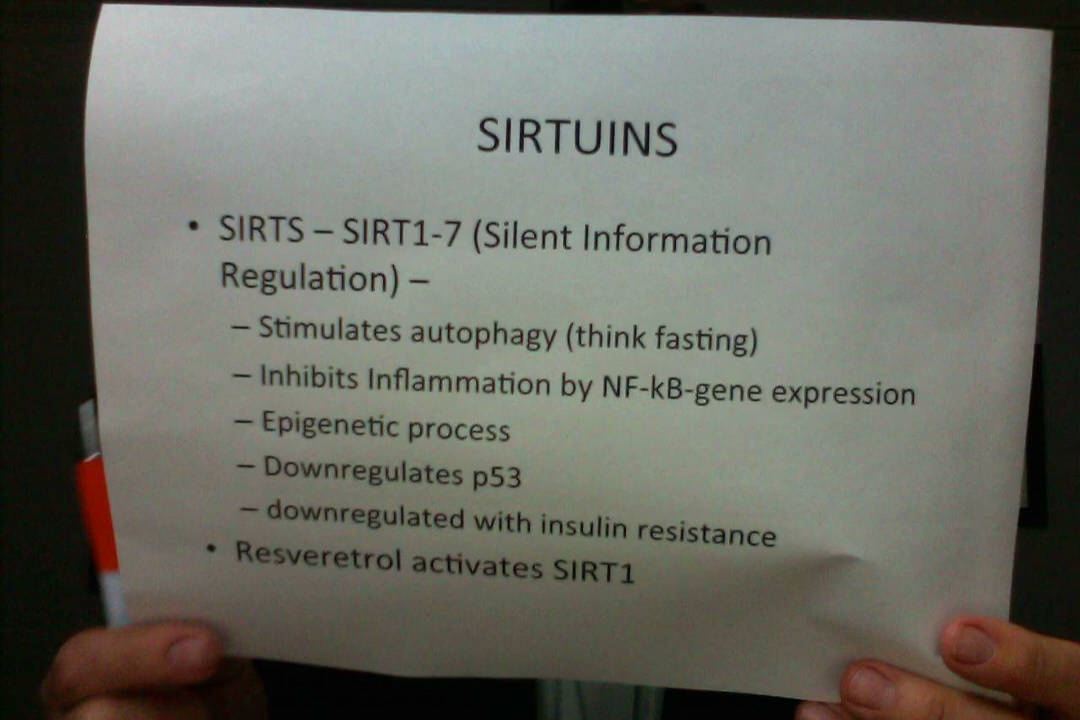 SIRTUINS
• SIRTS – SIRT1-7 (Silent Information
Regulation) –
– Stimulates autophagy (think fasting)
– Inhibits Inflammation by NF-kB-gene expression
– Epigenetic process
– Downregulates p53
– downregulated with insulin resistance
• Resveretrol activates SIRT1